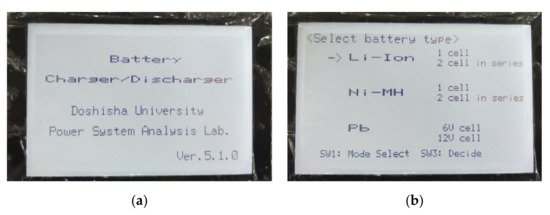 Battery
Charger/Discharger
Doshisha University
Power System Analysis Lab.
Ver.5.1.0
(a)
<Select battery type>
-> Li-Ion 1 cell
2 cell in series
Ni-MH 1 cell
2 cell in series
Pb 6V cell
12V cell
SW1: Mode Select SW3: Decide
(b)